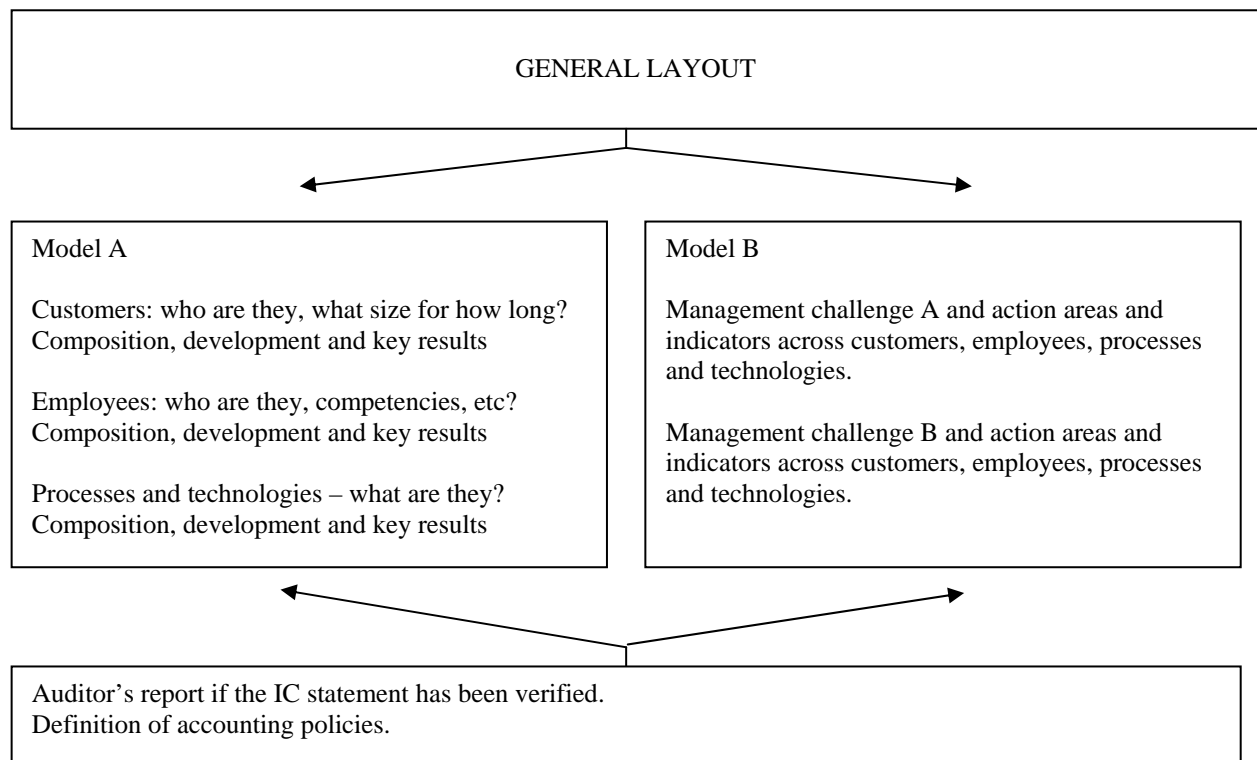 GENERAL LAYOUT
Model A
Customers: who are they, what size for how long?
Composition, development and key results
Employees: who are they, competencies, etc?
Composition, development and key results
Processes and technologies – what are they?
Composition, development and key results
Model B
Management challenge A and action areas and
indicators across customers, employees, processes
and technologies.
Management challenge B and action areas and
indicators across customers, employees, processes
and technologies.
Auditor’s report if the IC statement has been verified.
Definition of accounting policies.